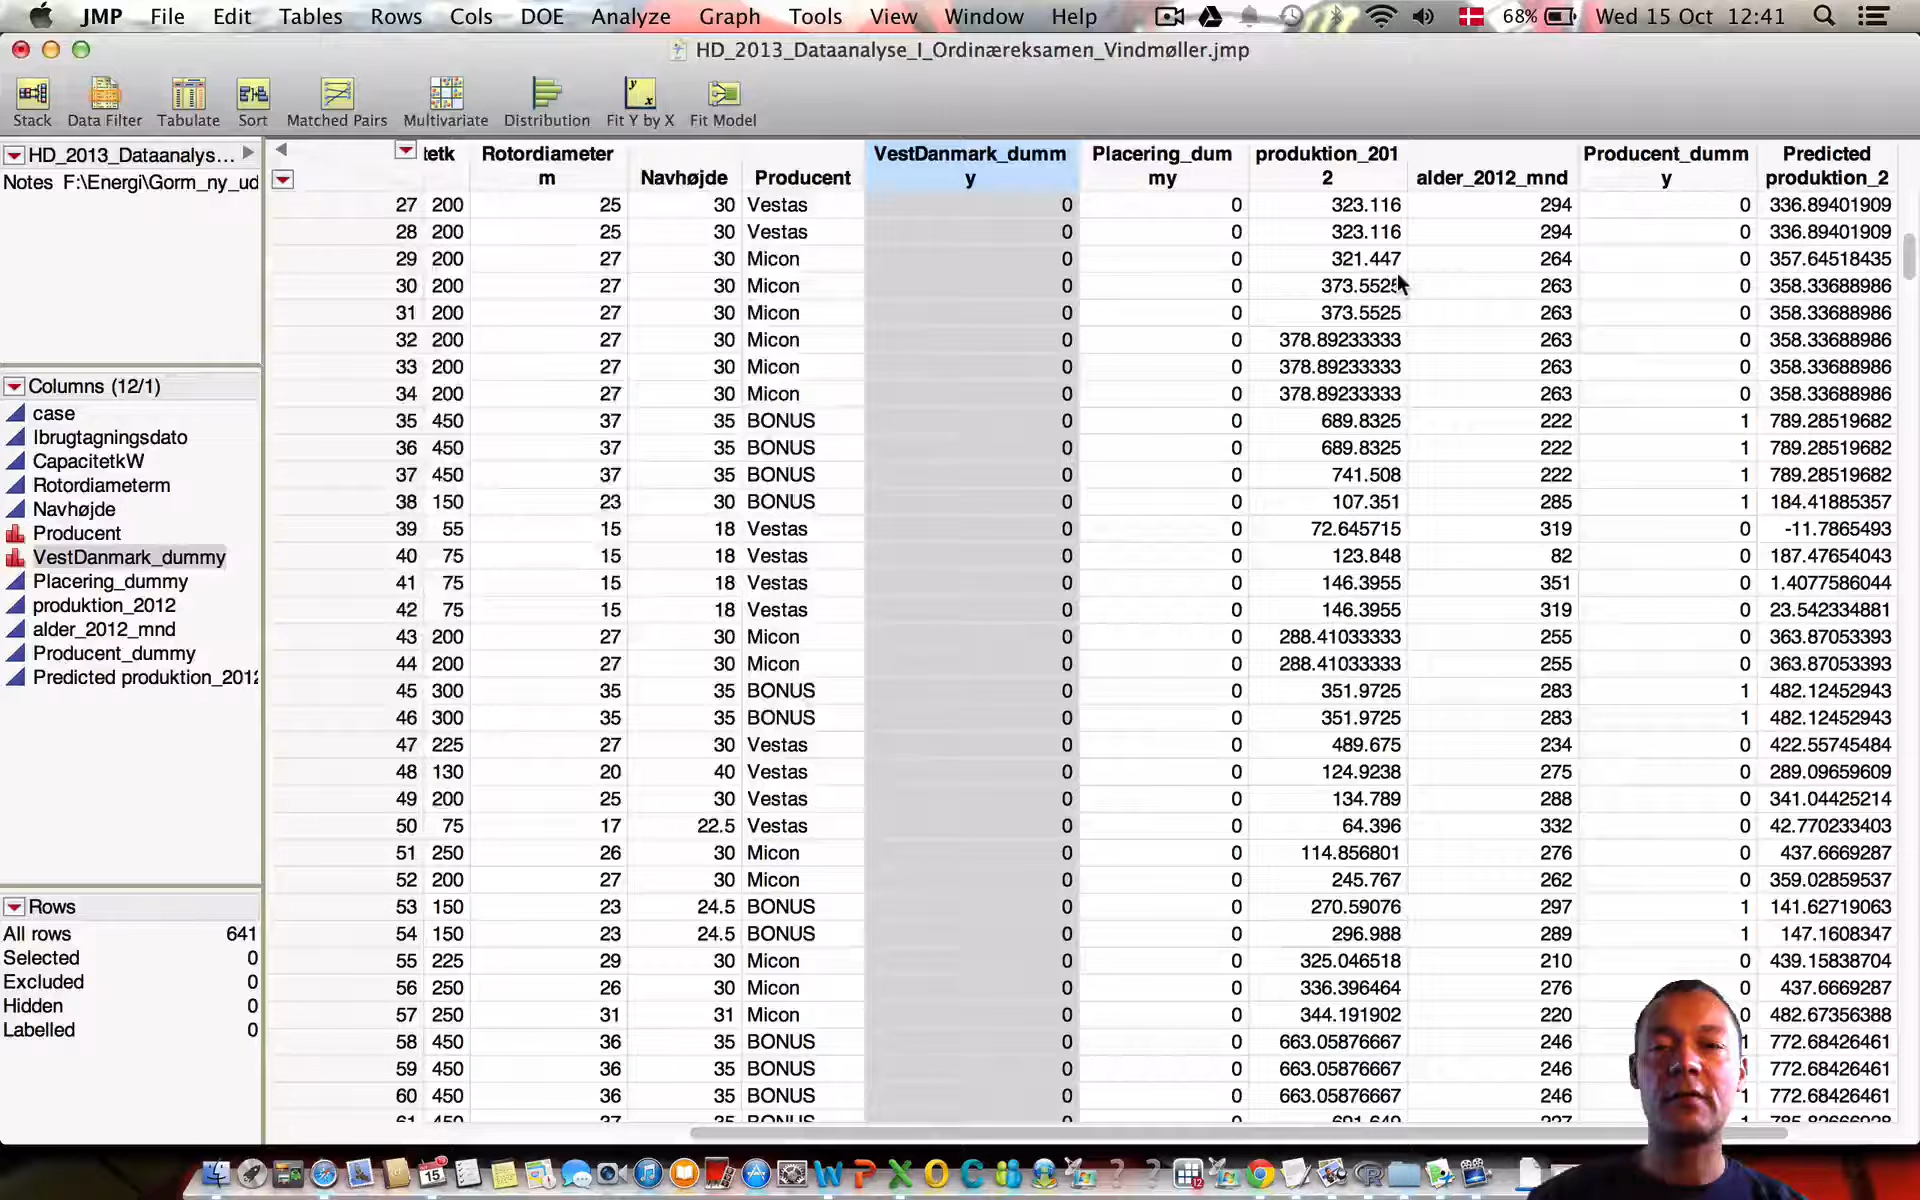 JMP File Edit Tables Rows Cols DOE Analyze Graph Tools View Window Help 68% Wed 15 Oct 12:41
HD_2013_Dataanalyse_I_Ordinæreksamen_Vindmøller.jmp
Stack Data Filter Tabulate Sort Matched Pairs Multivariate Distribution Fit Y by X Fit Model
HD_2013_Dataanalys...
Notes F:\Energi\Gorm_ny_ud
Columns (12/1)
case
Ibrugtagningsdato
CapacitetkW
Rotordiameterm
Navhøjde
Producent
VestDanmark_dummy
Placering_dummy
produktion_2012
alder_2012_mnd
Producent_dummy
Predicted produktion_2012
Rows
All rows 641
Selected 0
Excluded 0
Hidden 0
Labelled 0
tetk Rotordiameter VestDanmark_dumm Placering_dum produktion_201 Producent_dumm Predicted
m Navhøjde Producent y my 2 alder_2012_mnd y produktion_2
27 200 25 30 Vestas 0 0 323.116 294 0 336.89401909
28 200 25 30 Vestas 0 0 323.116 294 0 336.89401909
29 200 27 30 Micon 0 0 321.447 264 0 357.64518435
30 200 27 30 Micon 0 0 373.5525 263 0 358.33688986
31 200 27 30 Micon 0 0 373.5525 263 0 358.33688986
32 200 27 30 Micon 0 0 378.89233333 263 0 358.33688986
33 200 27 30 Micon 0 0 378.89233333 263 0 358.33688986
34 200 27 30 Micon 0 0 378.89233333 263 0 358.33688986
35 450 37 35 BONUS 0 0 689.8325 222 1 789.28519682
36 450 37 35 BONUS 0 0 689.8325 222 1 789.28519682
37 450 37 35 BONUS 0 0 741.508 222 1 789.28519682
38 150 23 30 BONUS 0 0 107.351 285 1 184.41885357
39 55 15 18 Vestas 0 0 72.645715 319 0 -11.7865493
40 75 15 18 Vestas 0 0 123.848 82 0 187.47654043
41 75 15 18 Vestas 0 0 146.3955 351 0 1.4077586044
42 75 15 18 Vestas 0 0 146.3955 319 0 23.542334881
43 200 27 30 Micon 0 0 288.41033333 255 0 363.87053393
44 200 27 30 Micon 0 0 288.41033333 255 0 363.87053393
45 300 35 35 BONUS 0 0 351.9725 283 1 482.12452943
46 300 35 35 BONUS 0 0 351.9725 283 1 482.12452943
47 225 27 30 Vestas 0 0 489.675 234 0 422.55745484
48 130 20 40 Vestas 0 0 124.9238 275 0 289.09659609
49 200 25 30 Vestas 0 0 134.789 288 0 341.04425214
50 75 17 22.5 Vestas 0 0 64.396 332 0 42.770233403
51 250 26 30 Micon 0 0 114.856801 276 0 437.6669287
52 200 27 30 Micon 0 0 245.767 262 0 359.02859537
53 150 23 24.5 BONUS 0 0 270.59076 297 1 141.62719063
54 150 23 24.5 BONUS 0 0 296.988 289 1 147.1608347
55 225 29 30 Micon 0 0 325.046518 210 0 439.15838704
56 250 26 30 Micon 0 0 336.396464 276 0 437.6669287
57 250 31 31 Micon 0 0 344.191902 220 0 482.67356388
58 450 36 35 BONUS 0 0 663.05876667 246 1 772.68426461
59 450 36 35 BONUS 0 0 663.05876667 246 1 772.68426461
60 450 36 35 BONUS 0 0 663.05876667 246 1 772.68426461